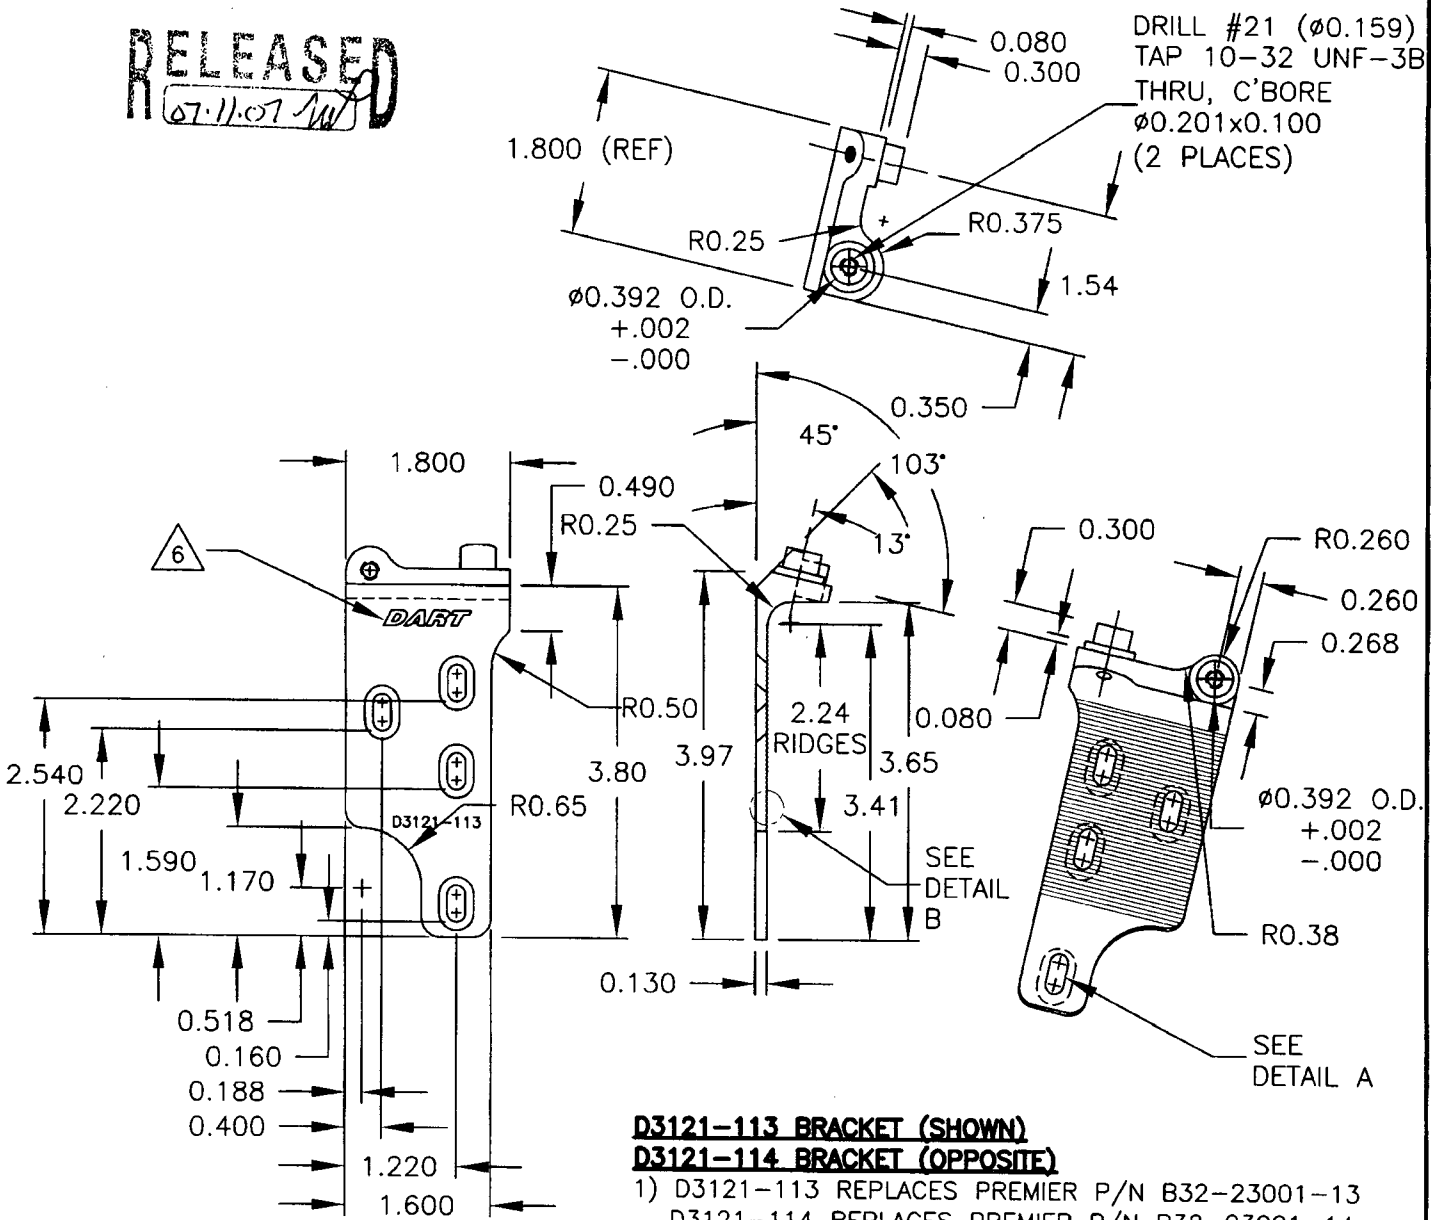 RELEASED
07.11.07
0.080
0.300
DRILL #21 (ø0.159)
TAP 10-32 UNF-3B
THRU, C'BORE
ø0.201x0.100
(2 PLACES)
1.800 (REF)
R0.25
R0.375
1.54
ø0.392 O.D.
+.002
-.000
0.350
45°
103°
13°
1.800
0.490
R0.25
6
DART
0.300
R0.260
0.260
0.268
0.080
R0.50
2.24
RIDGES
3.97
3.65
3.80
3.41
2.540
2.220
R0.65
D3121-113
1.590
1.170
ø0.392 O.D.
+.002
-.000
SEE
DETAIL
B
R0.38
0.130
0.518
0.160
0.188
0.400
1.220
1.600
SEE
DETAIL A
D3121-113 BRACKET (SHOWN)
D3121-114 BRACKET (OPPOSITE)
1) D3121-113 REPLACES PREMIER P/N B32-23001-13